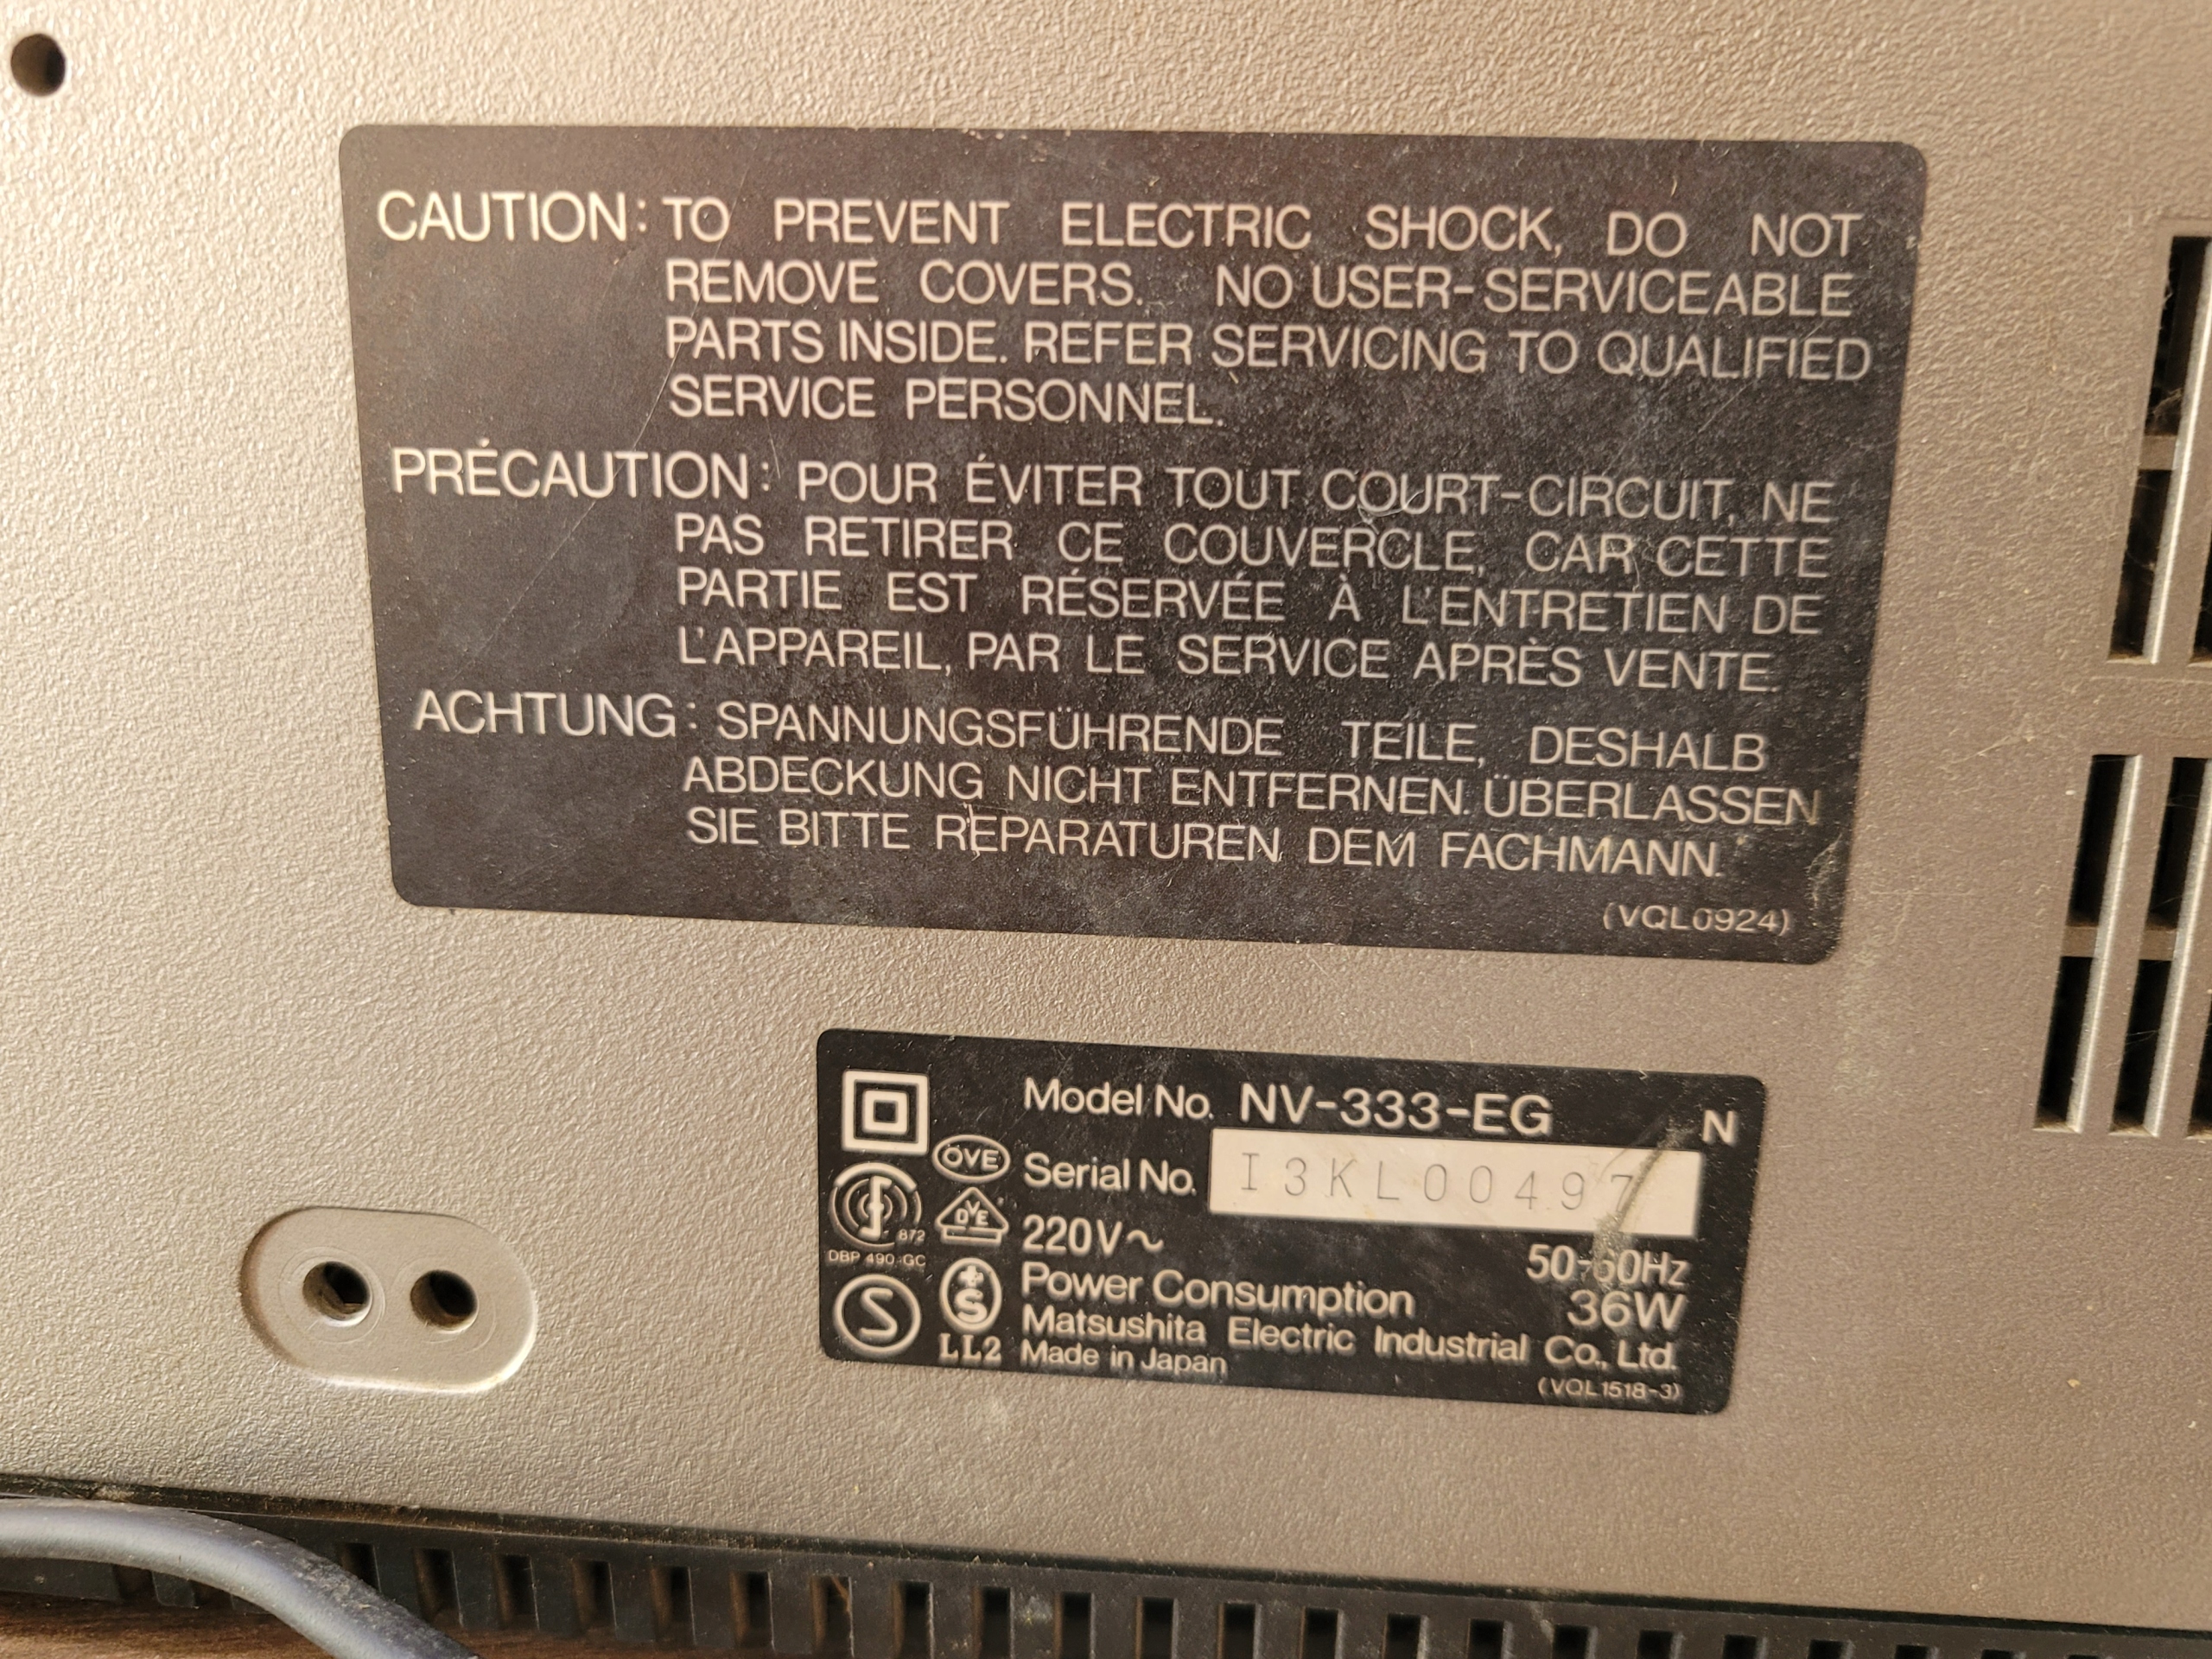 CAUTION: TO PREVENT ELECTRIC SHOCK, DO NOT
REMOVE COVERS. NO USER-SERVICEABLE
PARTS INSIDE. REFER SERVICING TO QUALIFIED
SERVICE PERSONNEL.
PRÉCAUTION: POUR ÉVITER TOUT COURT-CIRCUIT, NE
PAS RETIRER CE COUVERCLE, CAR CETTE
PARTIE EST RÉSERVÉE À L'ENTRETIEN DE
L'APPAREIL, PAR LE SERVICE APRÈS VENTE.
ACHTUNG: SPANNUNGSFÜHRENDE TEILE, DESHALB
ABDECKUNG NICHT ENTFERNEN. ÜBERLASSEN
SIE BITTE REPARATUREN DEM FACHMANN.
(VQL0924)
Model No. NV-333-EG N
ÖVE Serial No. I3KL00497
DVE
872
DBP 490·GC
220V~ 50-60Hz
Power Consumption 36W
S +S
Matsushita Electric Industrial Co., Ltd.
LL2 Made in Japan
(VQL1518-3)